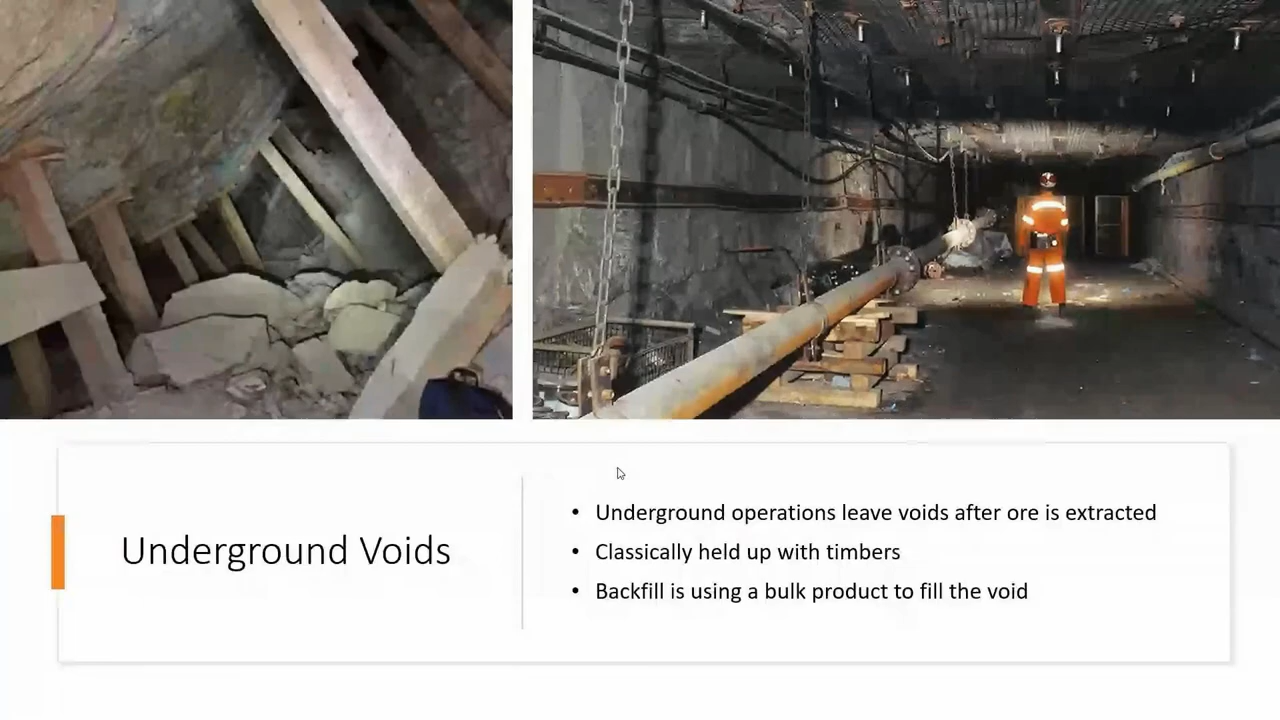 Underground Voids
• Underground operations leave voids after ore is extracted
• Classically held up with timbers
• Backfill is using a bulk product to fill the void